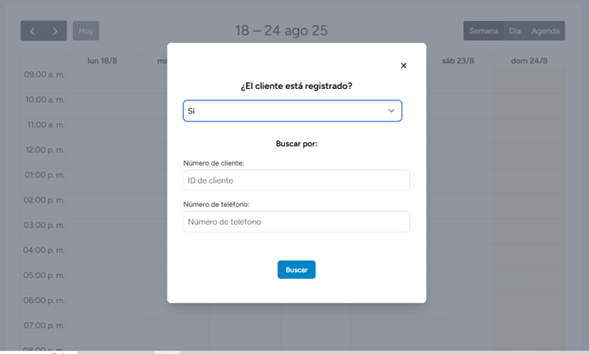 Hoy
18 – 24 ago 25
Semana Día Agenda
lun 18/8
sáb 23/8
dom 24/8
09:00 a. m.
10:00 a. m.
11:00 a. m.
12:00 p. m.
01:00 p. m.
02:00 p. m.
03:00 p. m.
04:00 p. m.
05:00 p. m.
06:00 p. m.
07:00 p. m.
08:00 p. m.
×
¿El cliente está registrado?
Sí
Buscar por:
Número de cliente:
ID de cliente
Número de teléfono:
Número de teléfono
Buscar